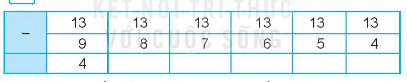 KẾT NỐI TRI THỨC
– 13 13 13 13 13 13
VỚI CUỘC SỐNG
9 8 7 6 5 4
4